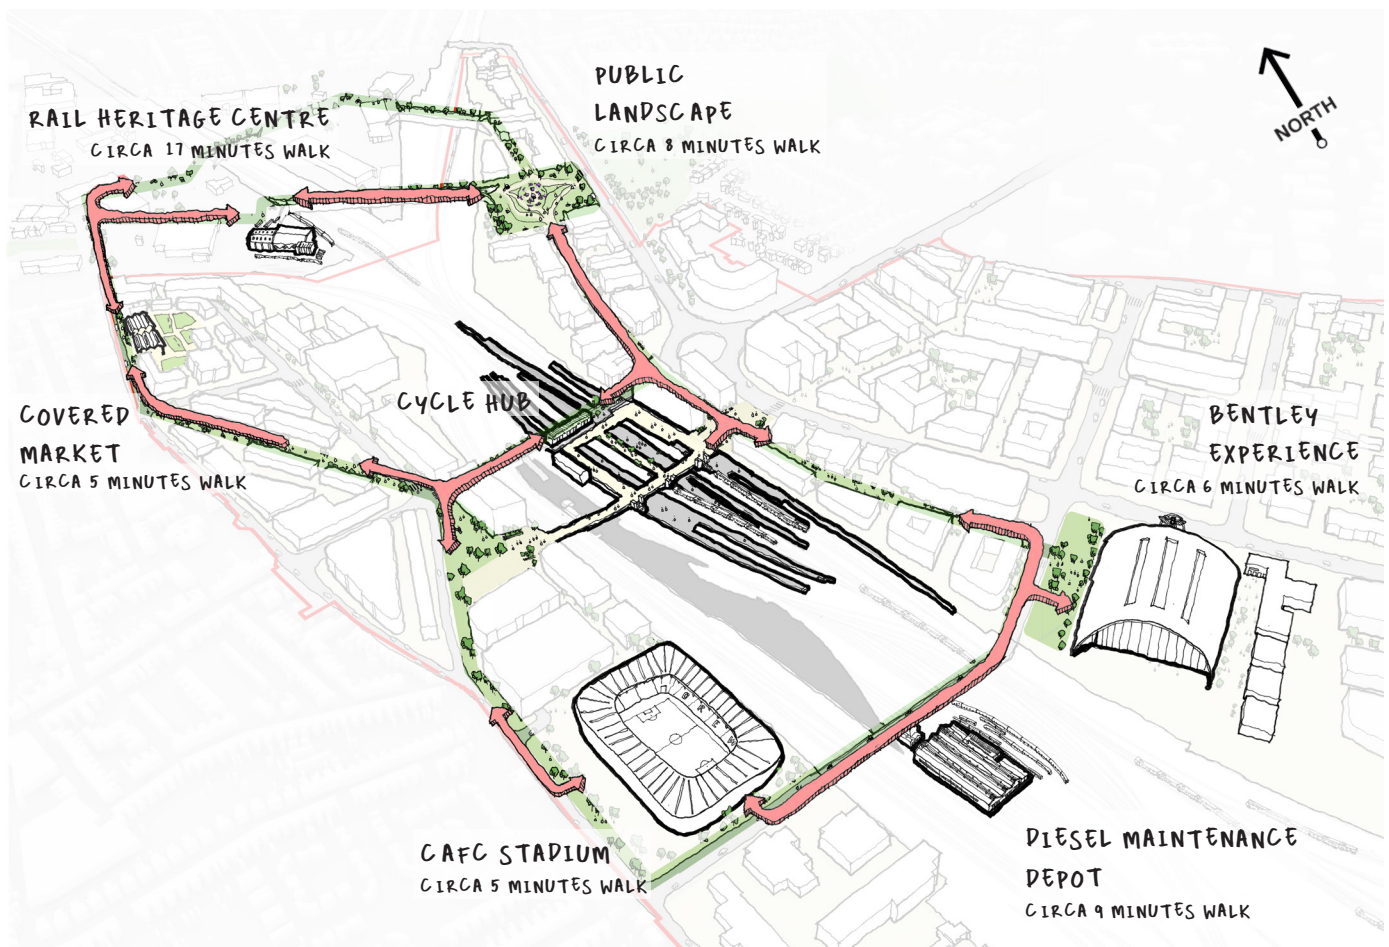 PUBLIC
LANDSCAPE
CIRCA 8 MINUTES WALK
RAIL HERITAGE CENTRE
CIRCA 17 MINUTES WALK
NORTH
CYCLE HUB
COVERED
MARKET
CIRCA 5 MINUTES WALK
BENTLEY
EXPERIENCE
CIRCA 6 MINUTES WALK
CREW
CAFC STADIUM
CIRCA 5 MINUTES WALK
DIESEL MAINTENANCE
DEPOT
CIRCA 9 MINUTES WALK